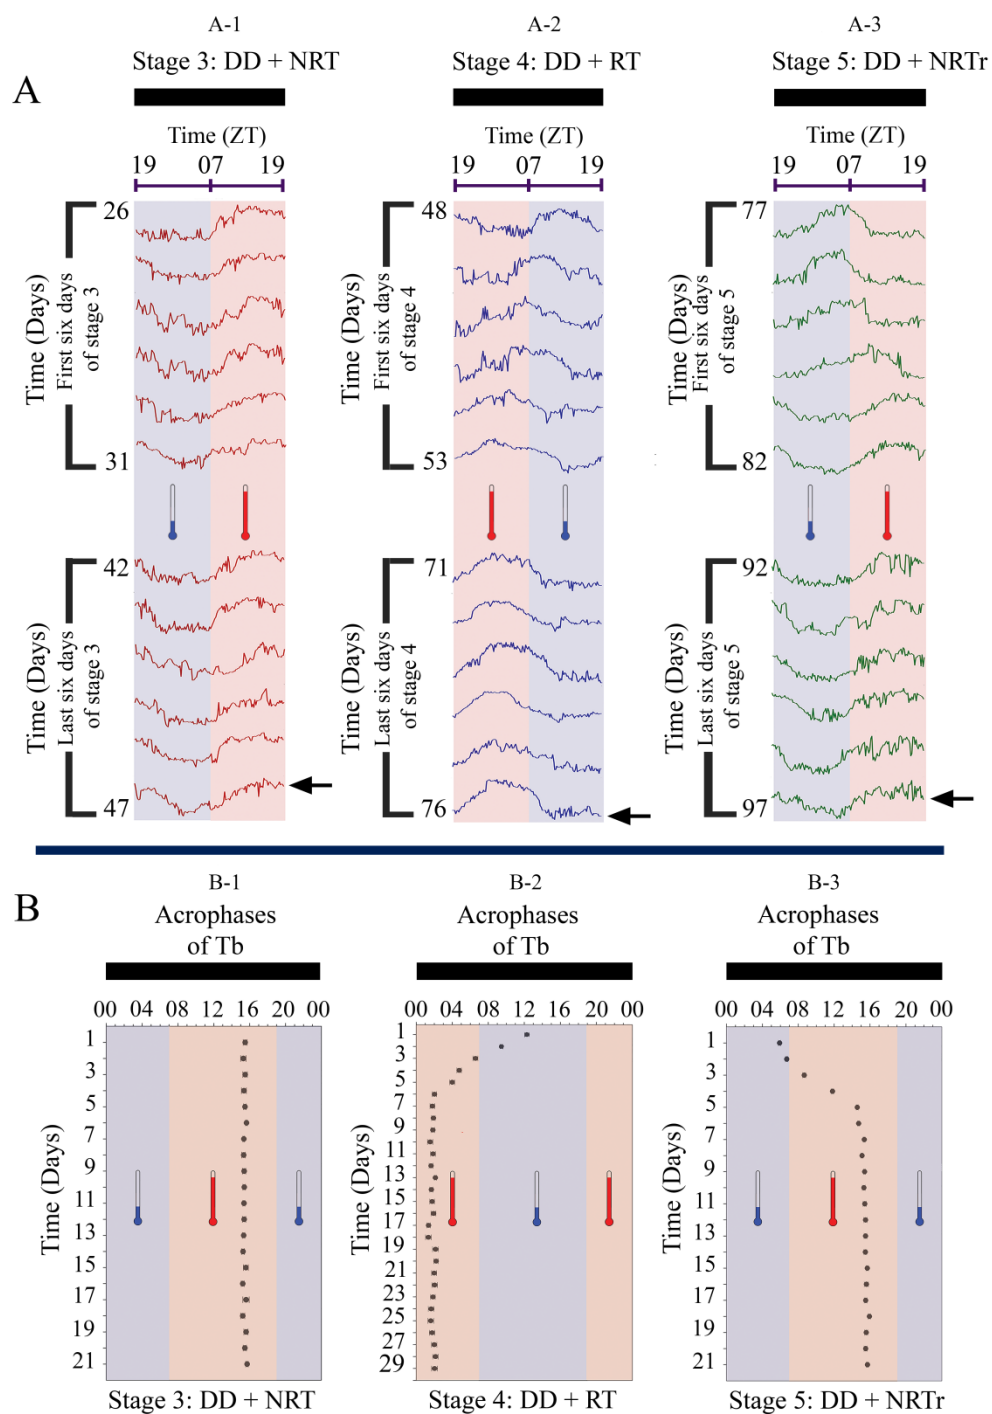 A-1 A-2 A-3
Stage 3: DD + NRT Stage 4: DD + RT Stage 5: DD + NRTr
A
Time (ZT) Time (ZT) Time (ZT)
19 07 19 19 07 19 19 07 19
26 48 77
Time (Days) Time (Days) Time (Days)
First six days First six days First six days
of stage 3 of stage 4 of stage 5
31 53 82
42 71 92
Time (Days) Time (Days) Time (Days)
Last six days Last six days Last six days
of stage 3 of stage 4 of stage 5
47 76 97
B-1 B-2 B-3
B
Acrophases Acrophases Acrophases
of Tb of Tb of Tb
00 04 08 12 16 20 00 00 04 08 12 16 20 00 00 04 08 12 16 20 00
Time (Days)
1
3
5
7
9
11
13
15
17
19
21
Time (Days)
1
3
5
7
9
11
13
15
17
19
21
23
25
27
29
Time (Days)
1
3
5
7
9
11
13
15
17
19
21
Stage 3: DD + NRT Stage 4: DD + RT Stage 5: DD + NRTr